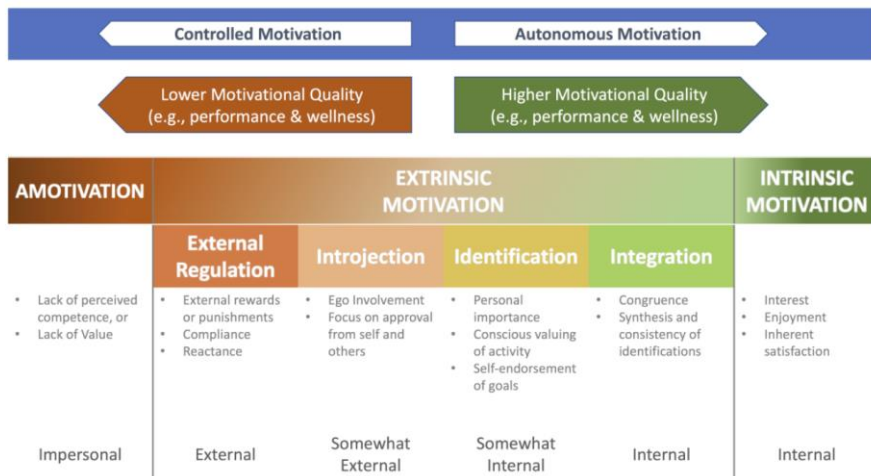 Controlled Motivation
Autonomous Motivation
Lower Motivational Quality
(e.g., performance & wellness)
Higher Motivational Quality
(e.g., performance & wellness)
AMOTIVATION
EXTRINSIC
MOTIVATION
INTRINSIC
MOTIVATION
External
Regulation
Introjection
Identification
Integration
• Lack of perceived
competence, or
• Lack of Value
• External rewards
or punishments
• Compliance
• Reactance
• Ego Involvement
• Focus on approval
from self and
others
• Personal
importance
• Conscious valuing
of activity
• Self-endorsement
of goals
• Congruence
• Synthesis and
consistency of
identifications
• Interest
• Enjoyment
• Inherent
satisfaction
Impersonal
External
Somewhat
External
Somewhat
Internal
Internal
Internal